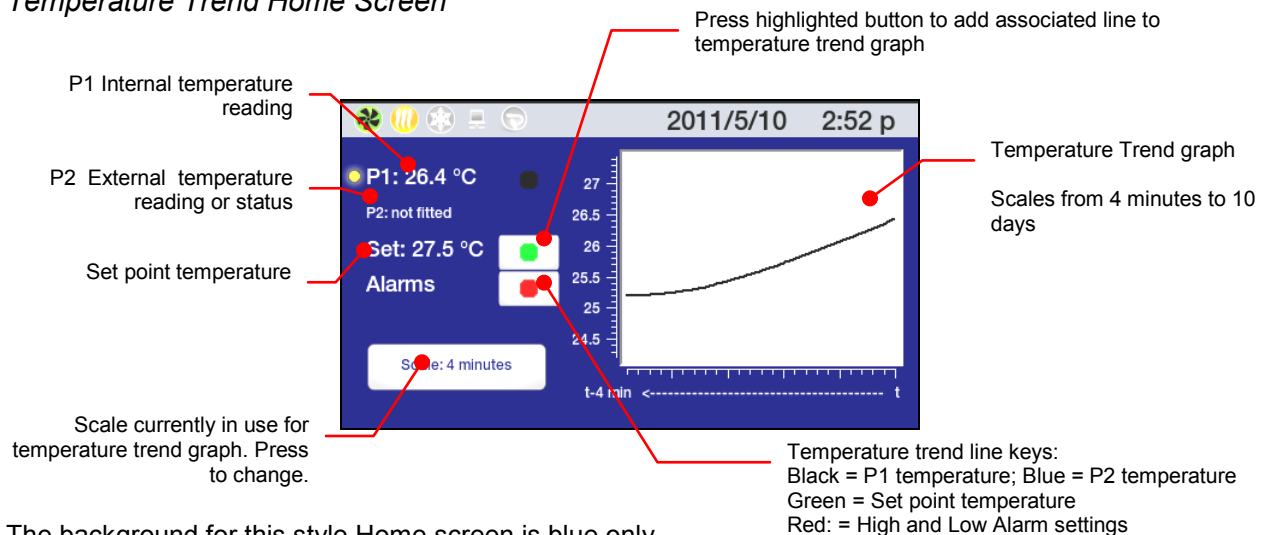 Temperature Trend Home Screen
Press highlighted button to add associated line to
temperature trend graph
P1 Internal temperature
reading
2011/5/10 2:52 p
P1: 26.4 °C
P2 External temperature
reading or status
P2: not fitted
Set: 27.5 °C
Set point temperature
Alarms
Scale: 4 minutes
27
26.5
26
25.5
25
24.5
t-4 min <--------------------------------------- t
Temperature Trend graph
Scales from 4 minutes to 10
days
Scale currently in use for
temperature trend graph. Press
to change.
Temperature trend line keys:
Black = P1 temperature; Blue = P2 temperature
Green = Set point temperature
Red: = High and Low Alarm settings
The background for this style Home screen is blue only